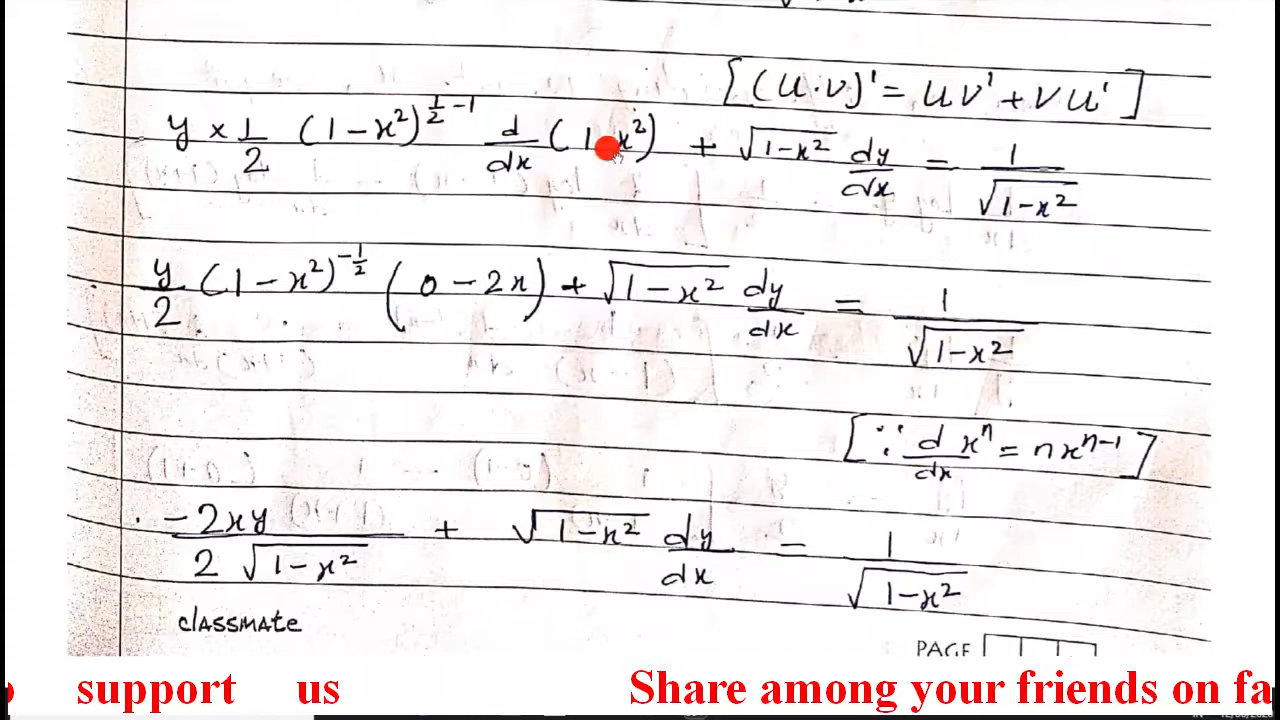 [(u·v)' = uv' + vu']
y × 1/2 (1-x²)^(1/2 - 1) d/dx (1 x²) + √(1-x²) dy/dx = 1/√(1-x²)
y/2 (1-x²)^(-1/2) (0 - 2x) + √(1-x²) dy/dx = 1/√(1-x²)
[∵ d/dx xⁿ = nxⁿ⁻¹]
-2xy/2√(1-x²) + √(1-x²) dy/dx = 1/√(1-x²)
classmate
PAGE
support us Share among your friends on fa